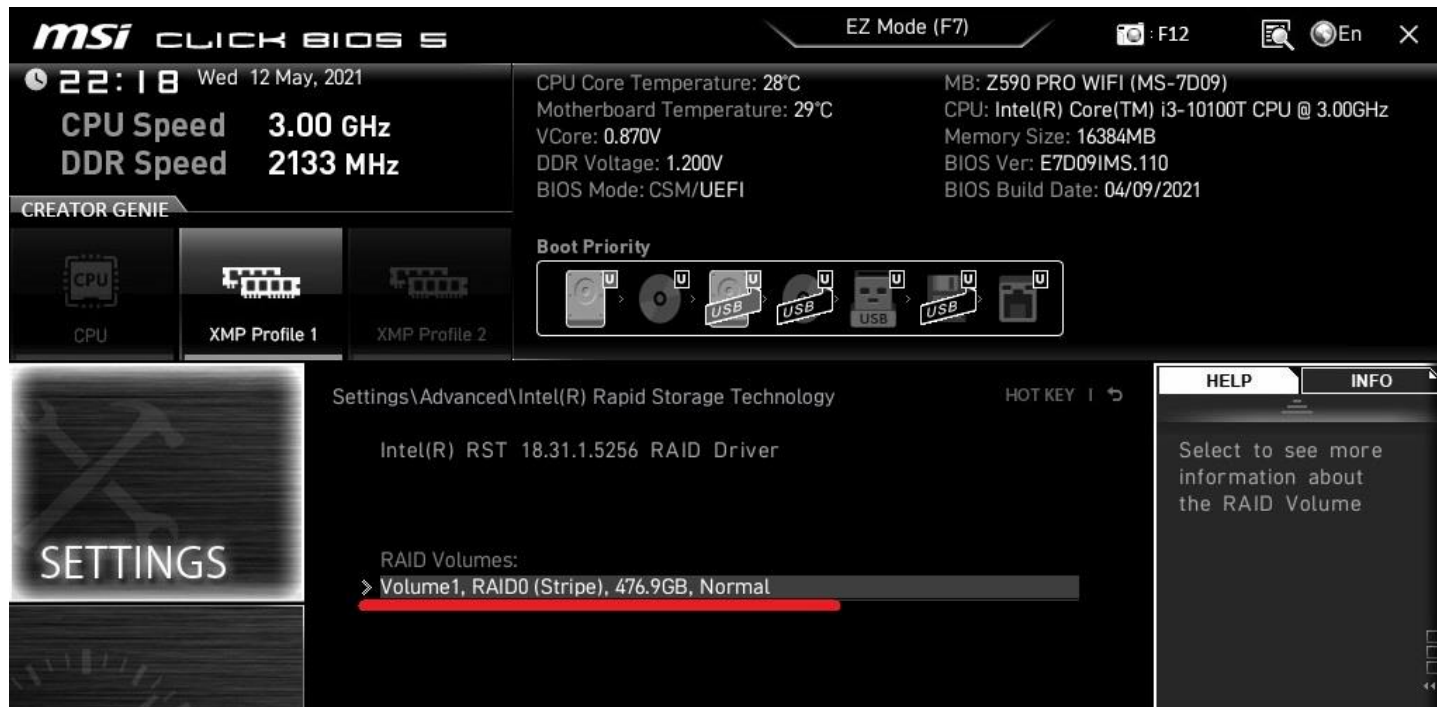 msi CLICK BIOS 5
EZ Mode (F7)
: F12
En
22:18 Wed 12 May, 2021
CPU Speed 3.00 GHz
DDR Speed 2133 MHz
CPU Core Temperature: 28°C
Motherboard Temperature: 29°C
VCore: 0.870V
DDR Voltage: 1.200V
BIOS Mode: CSM/UEFI
MB: Z590 PRO WIFI (MS-7D09)
CPU: Intel(R) Core(TM) i3-10100T CPU @ 3.00GHz
Memory Size: 16384MB
BIOS Ver: E7D09IMS.110
BIOS Build Date: 04/09/2021
CREATOR GENIE
CPU
CPU
XMP Profile 1
XMP Profile 2
Boot Priority
U U U U U U U
USB USB USB USB
SETTINGS
Settings\Advanced\Intel(R) Rapid Storage Technology
HOT KEY |
Intel(R) RST 18.31.1.5256 RAID Driver
RAID Volumes:
Volume1, RAID0 (Stripe), 476.9GB, Normal
HELP INFO
Select to see more
information about
the RAID Volume